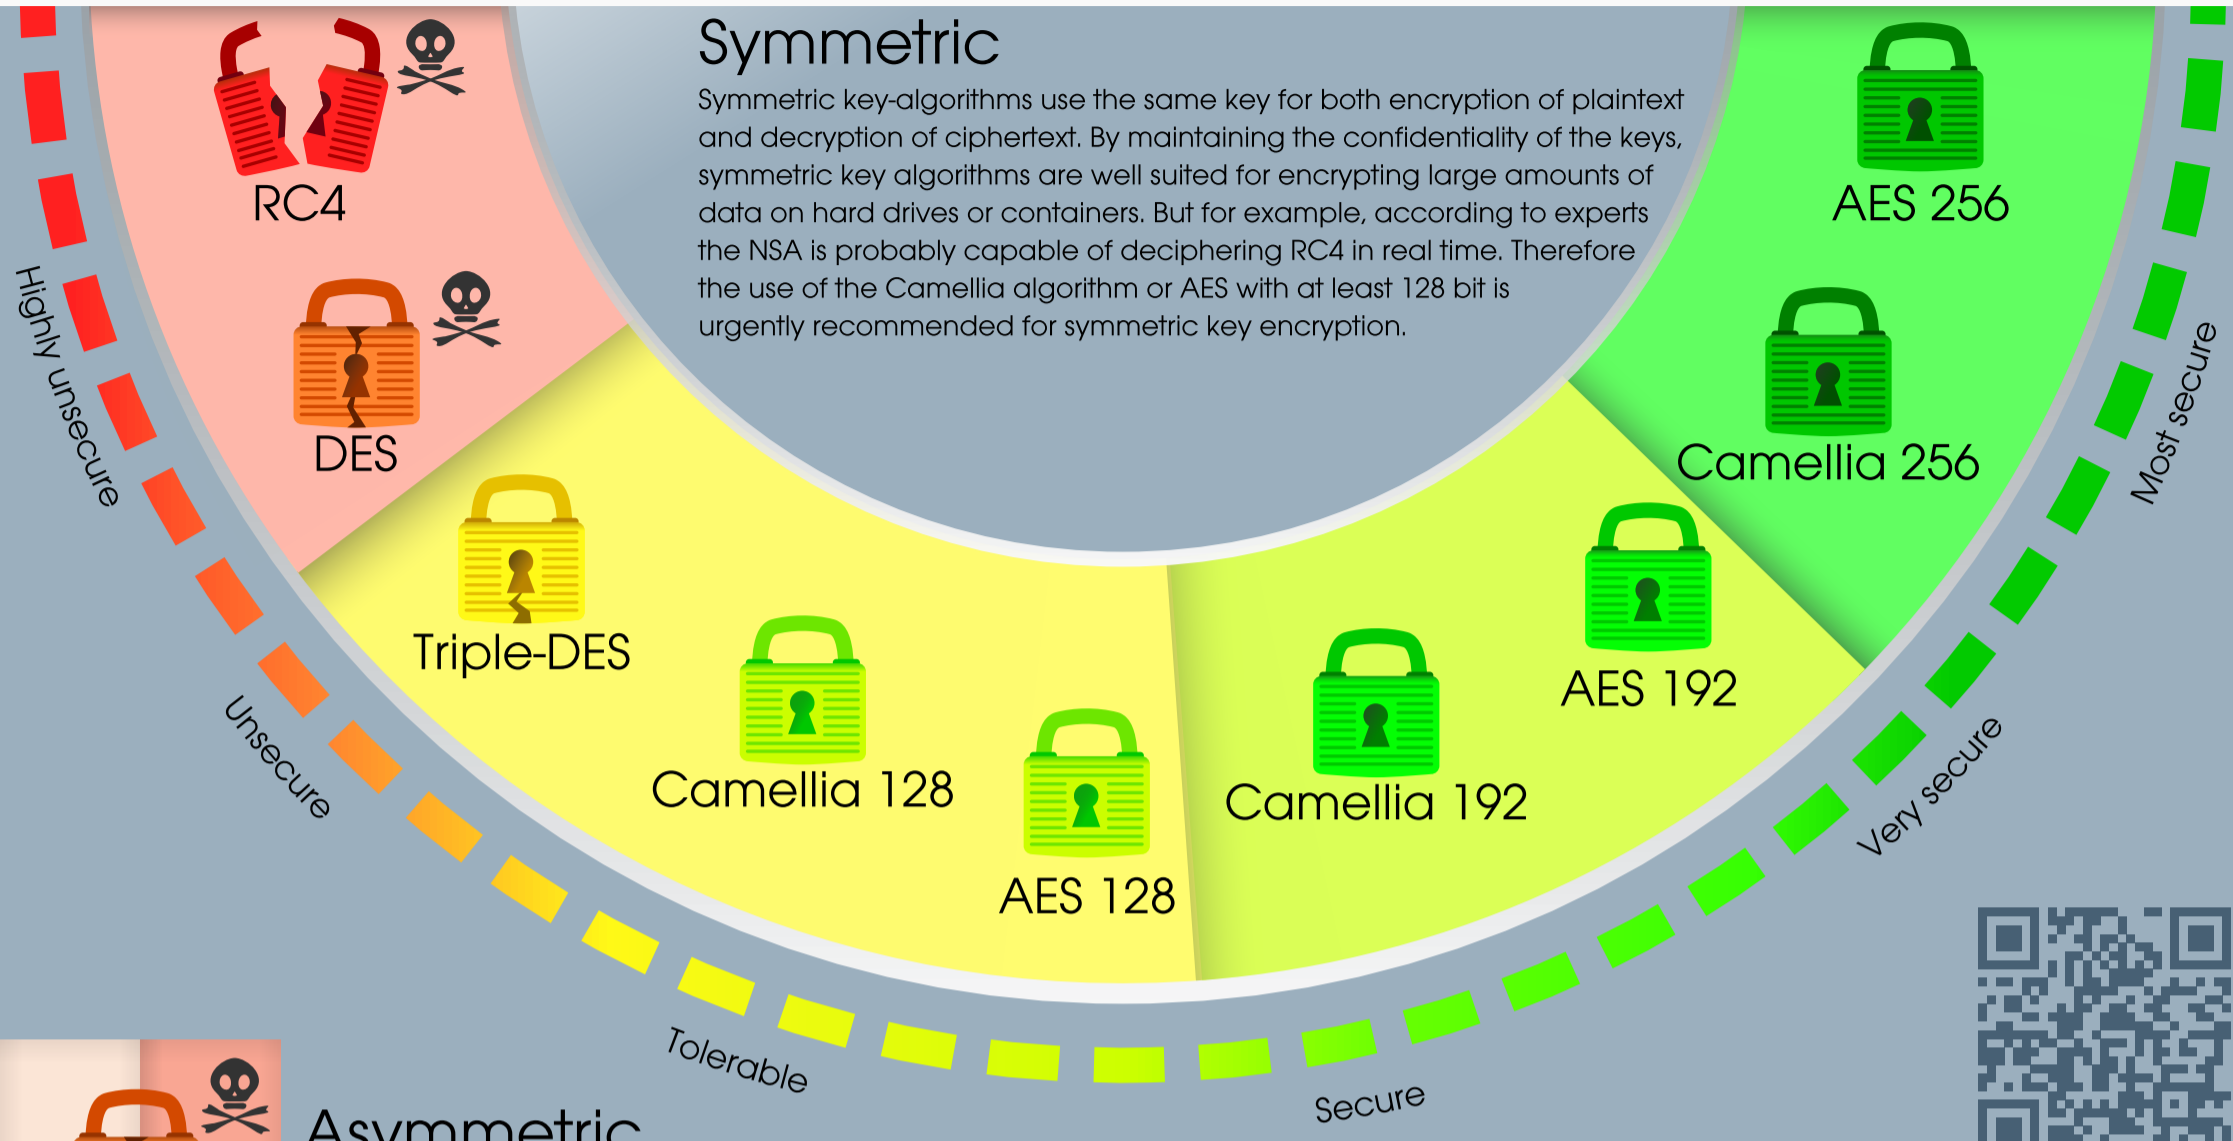 Symmetric
Symmetric key-algorithms use the same key for both encryption of plaintext
and decryption of ciphertext. By maintaining the confidentiality of the keys,
symmetric key algorithms are well suited for encrypting large amounts of
data on hard drives or containers. But for example, according to experts
the NSA is probably capable of deciphering RC4 in real time. Therefore
the use of the Camellia algorithm or AES with at least 128 bit is
urgently recommended for symmetric key encryption.
RC4
DES
Triple-DES
Camellia 128
AES 128
Camellia 192
AES 192
Camellia 256
AES 256
Highly unsecure
Unsecure
Tolerable
Secure
Very secure
Most secure
Asymmetric